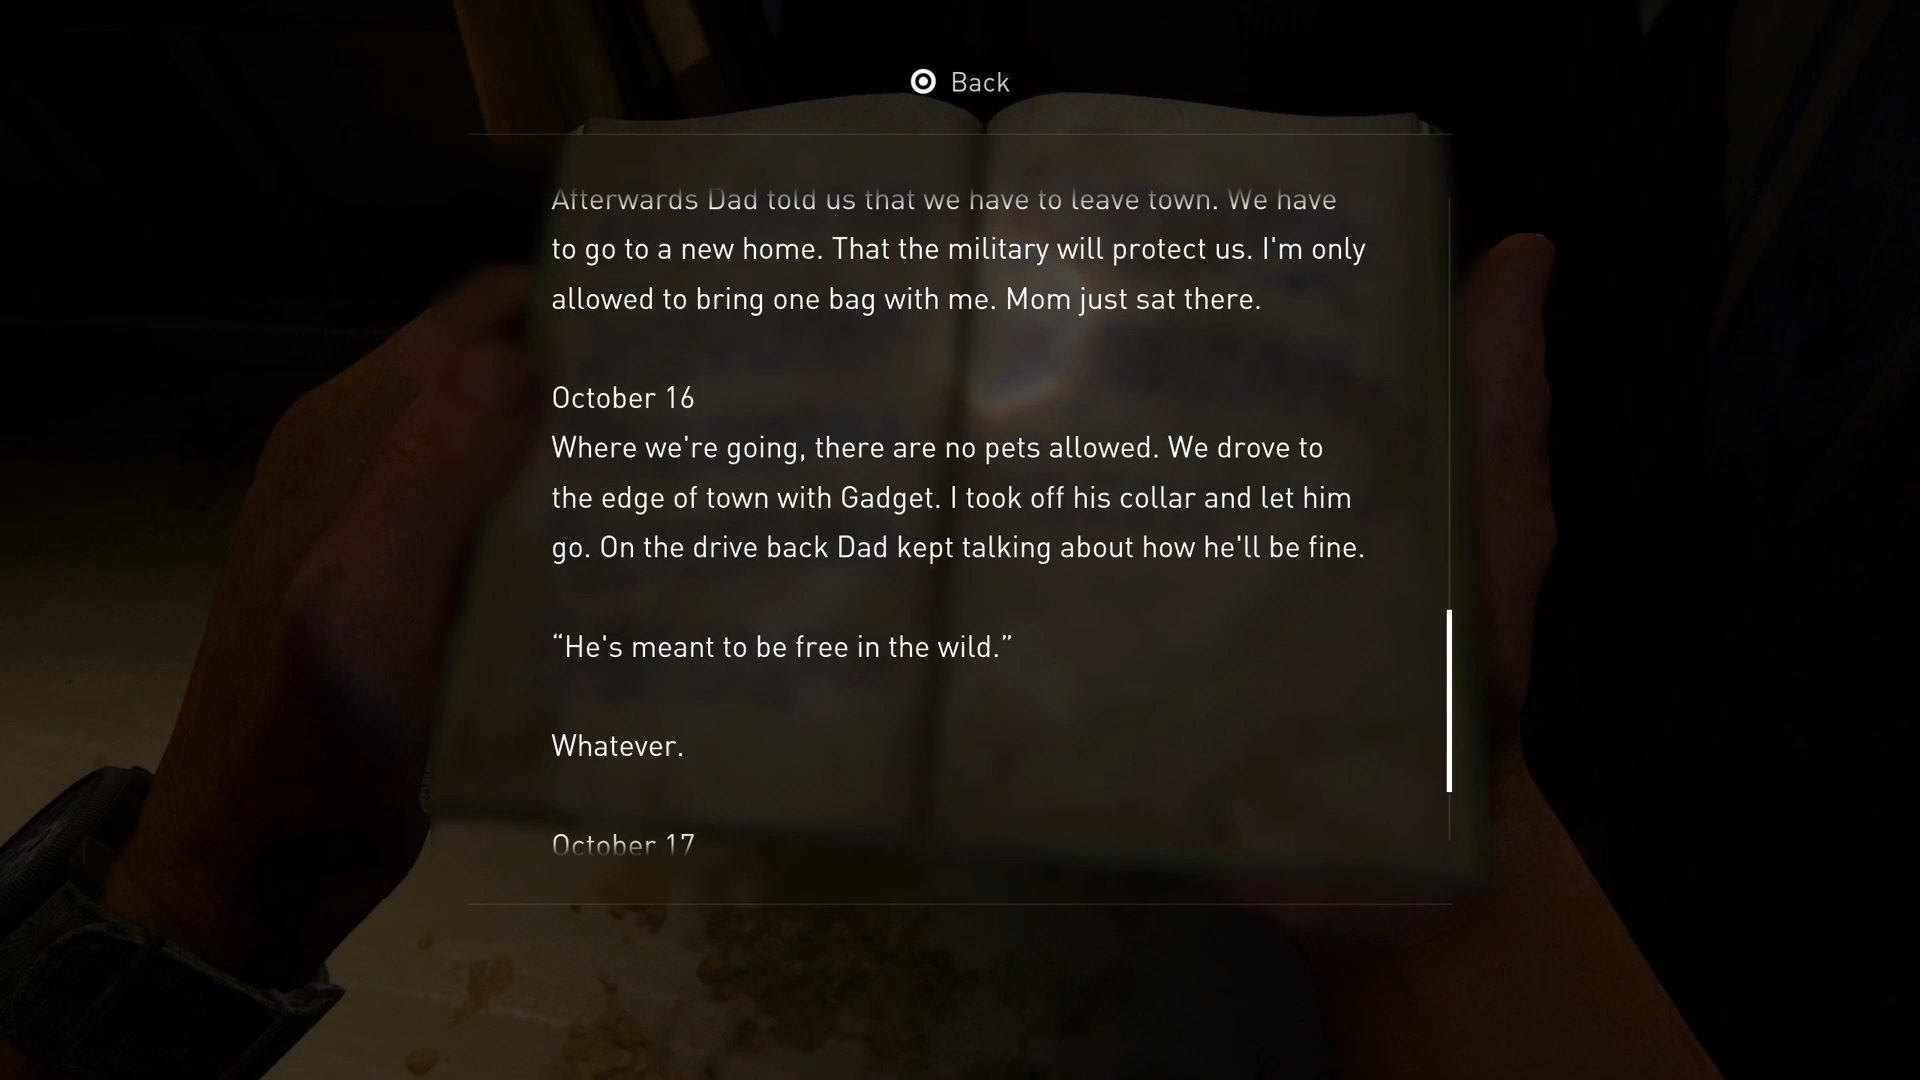 Back
Afterwards Dad told us that we have to leave town. We have
to go to a new home. That the military will protect us. I'm only
allowed to bring one bag with me. Mom just sat there.
October 16
Where we're going, there are no pets allowed. We drove to
the edge of town with Gadget. I took off his collar and let him
go. On the drive back Dad kept talking about how he'll be fine.
“He's meant to be free in the wild.”
Whatever.
October 17